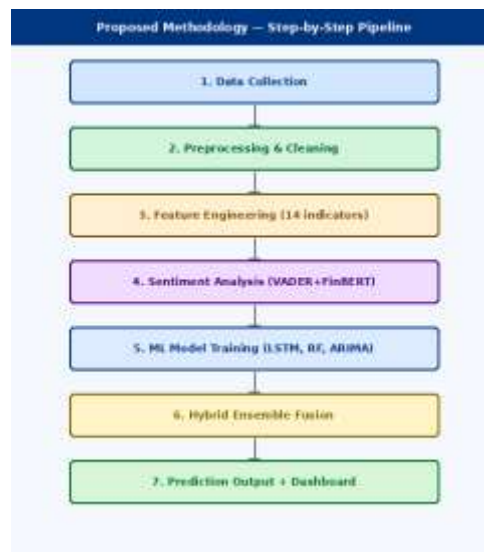 Proposed Methodology — Step-by-Step Pipeline
1. Data Collection
2. Preprocessing & Cleaning
3. Feature Engineering (14 indicators)
4. Sentiment Analysis (VADER+FinBERT)
5. ML Model Training (LSTM, RF, ARIMA)
6. Hybrid Ensemble Fusion
7. Prediction Output + Dashboard